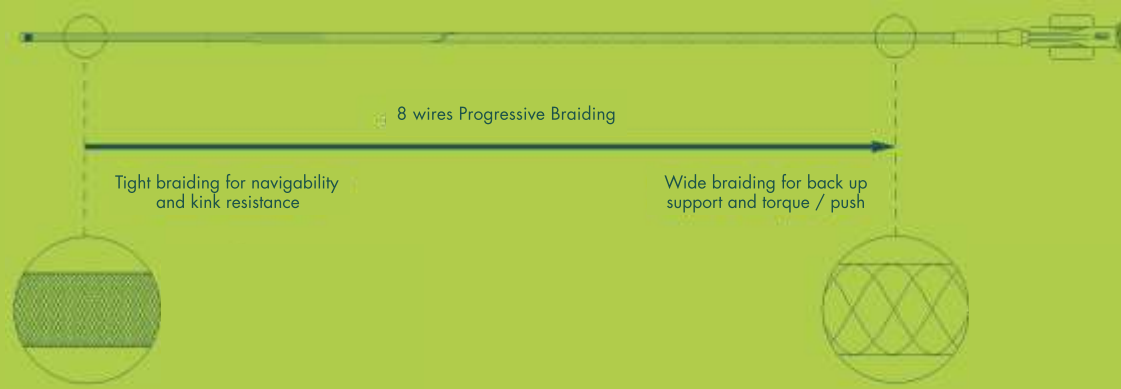 8 wires Progressive Braiding
Tight braiding for navigability
and kink resistance
Wide braiding for back up
support and torque / push